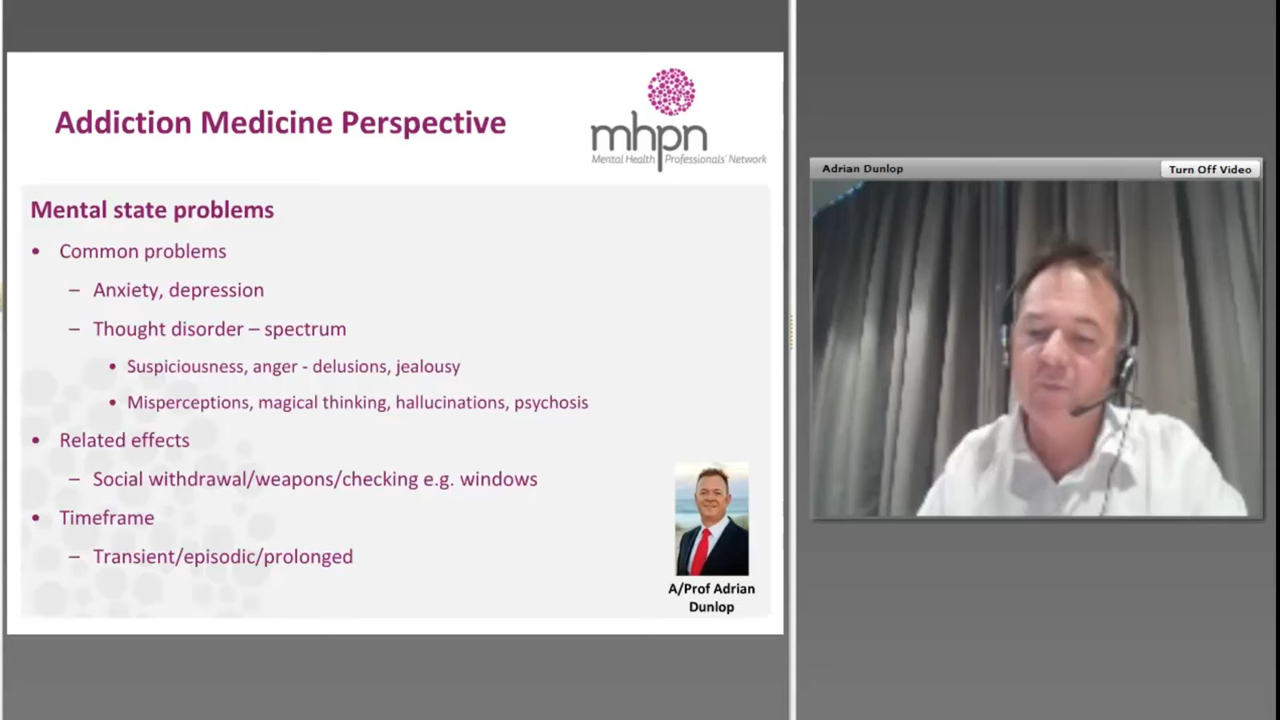 Addiction Medicine Perspective
mhpn
Mental Health Professionals' Network
Mental state problems
• Common problems
– Anxiety, depression
– Thought disorder – spectrum
• Suspiciousness, anger - delusions, jealousy
• Misperceptions, magical thinking, hallucinations, psychosis
• Related effects
– Social withdrawal/weapons/checking e.g. windows
• Timeframe
– Transient/episodic/prolonged
A/Prof Adrian
Dunlop
Adrian Dunlop
Turn Off Video